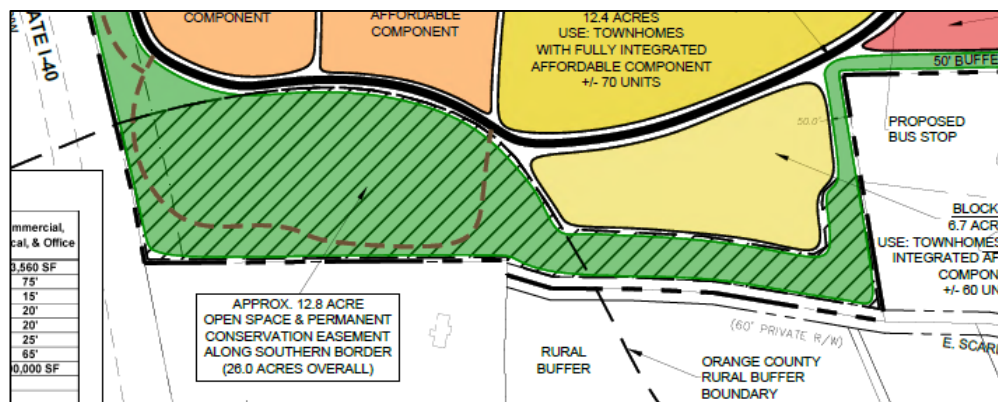 COMPONENT
AFFORDABLE
COMPONENT
12.4 ACRES
USE: TOWNHOMES
WITH FULLY INTEGRATED
AFFORDABLE COMPONENT
+/- 70 UNITS
ATE I-40
50' BUFFE
50.0'
PROPOSED
BUS STOP
BLOCK
6.7 ACR
USE: TOWNHOMES
INTEGRATED AF
COMPON
+/- 60 UN
mmercial,
cal, & Office
3,560 SF
75'
15'
20'
20'
25'
65'
00,000 SF
APPROX. 12.8 ACRE
OPEN SPACE & PERMANENT
CONSERVATION EASEMENT
ALONG SOUTHERN BORDER
(26.0 ACRES OVERALL)
RURAL
BUFFER
(60' PRIVATE R/W)
E. SCAR
ORANGE COUNTY
RURAL BUFFER
BOUNDARY